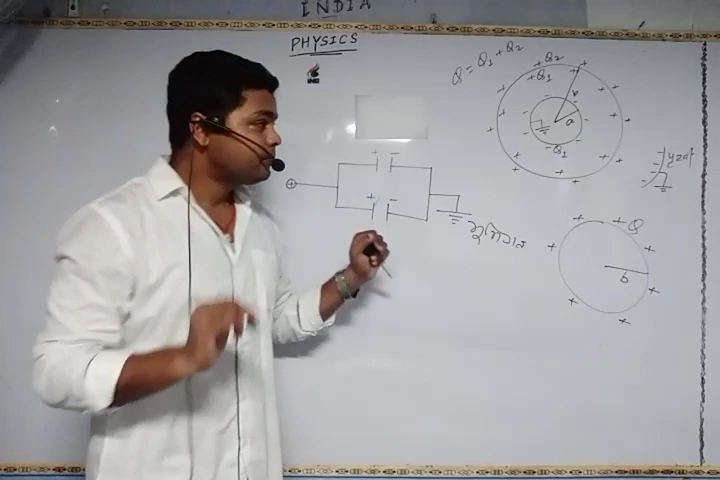 INDIA
PHYSICS
Q = Q₁ + Q₂
+Q₂
+Q₁
b
a
-Q₁
+ -
+ -
+ Q
b